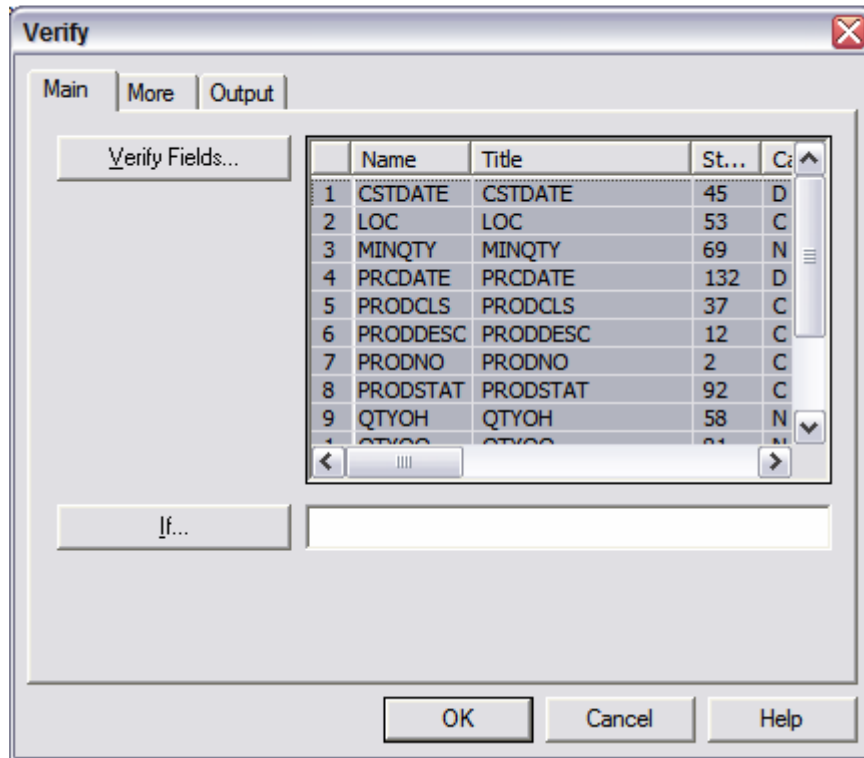 Verify
Main More Output
Verify Fields...
Name Title St... Ca
1 CSTDATE CSTDATE 45 D
2 LOC LOC 53 C
3 MINQTY MINQTY 69 N
4 PRCDATE PRCDATE 132 D
5 PRODCLS PRODCLS 37 C
6 PRODDESC PRODDESC 12 C
7 PRODNO PRODNO 2 C
8 PRODSTAT PRODSTAT 92 C
9 QTYOH QTYOH 58 N
If...
OK Cancel Help